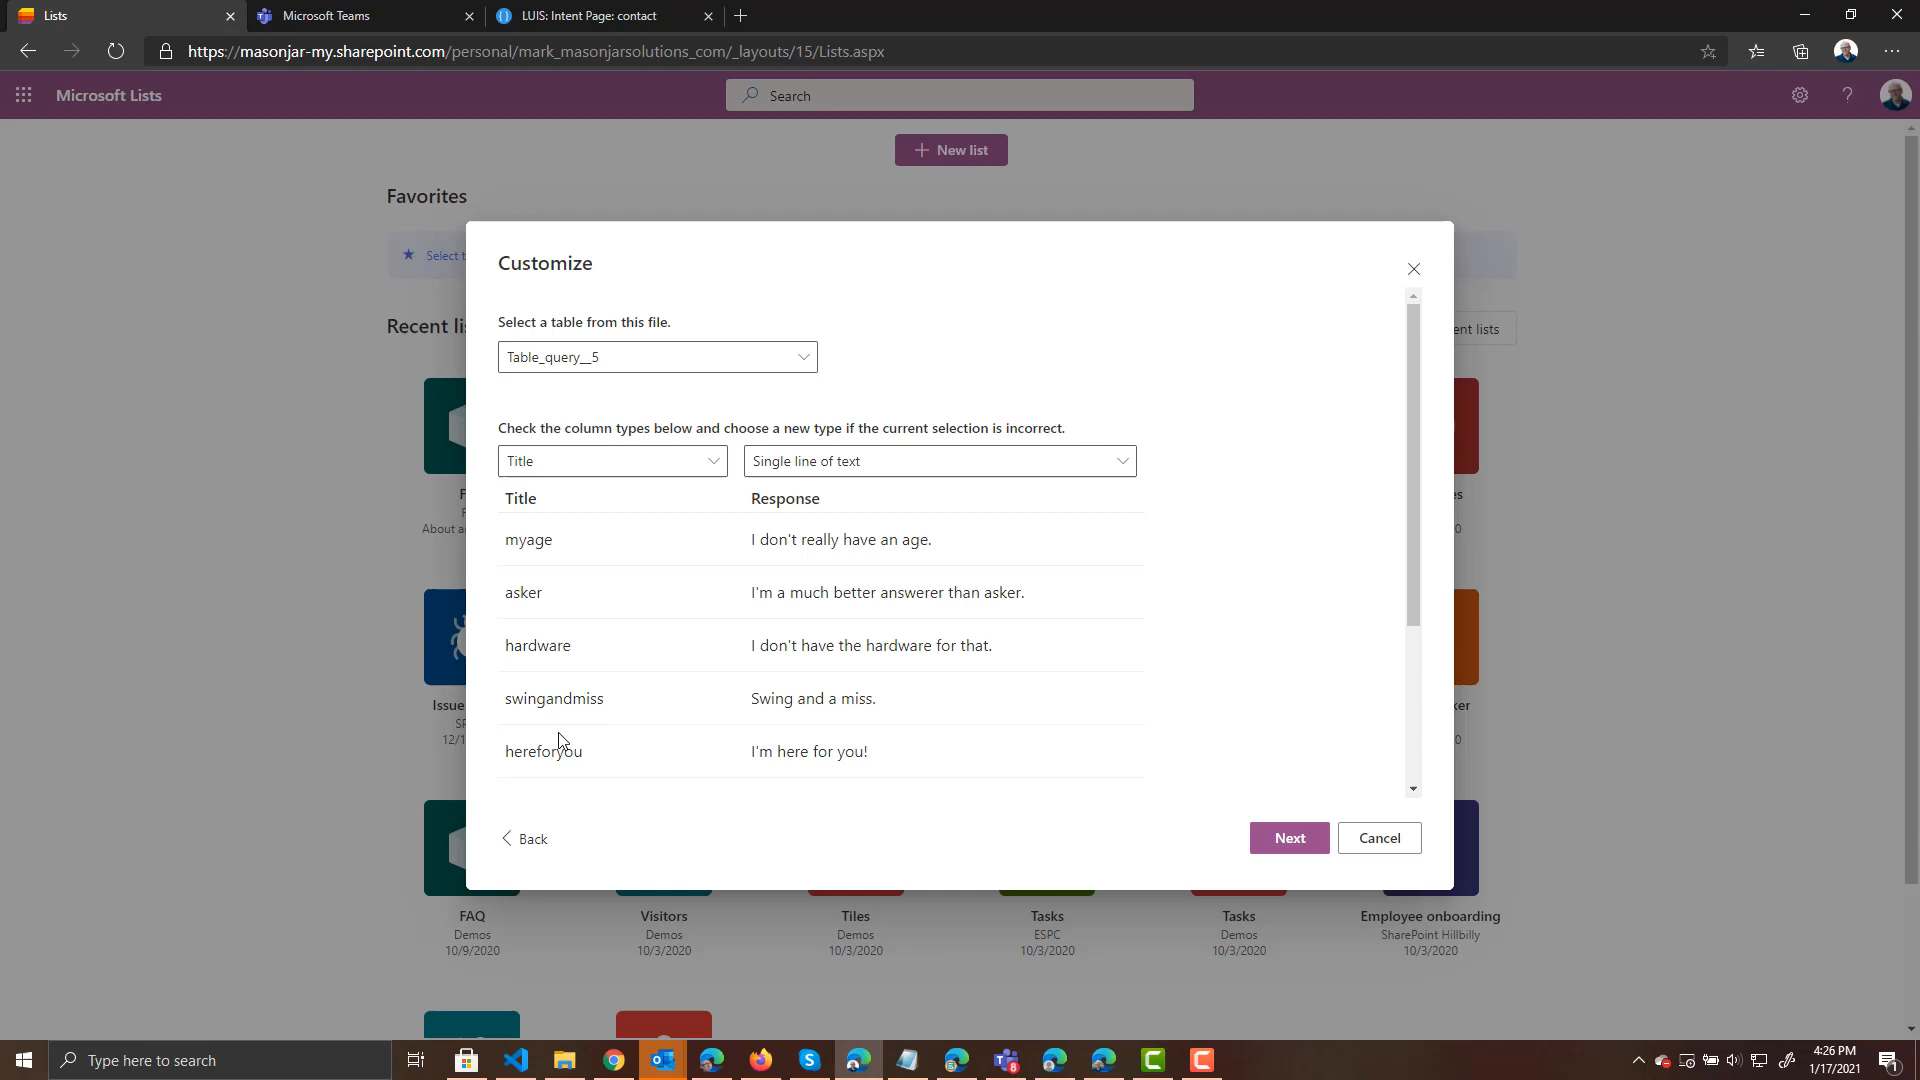 Lists
Microsoft Teams
LUIS: Intent Page: contact
https://masonjar-my.sharepoint.com/personal/mark_masonjarsolutions_com/_layouts/15/Lists.aspx
Microsoft Lists
Search
?
New list
Favorites
Select t
Customize
Select a table from this file.
Recent li
ent lists
Table_query__5
Check the column types below and choose a new type if the current selection is incorrect.
Title
Single line of text
Title
Response
F
es
About a
0
myage
I don't really have an age.
asker
I'm a much better answerer than asker.
hardware
I don't have the hardware for that.
swingandmiss
Swing and a miss.
Issue
ker
SF
12/1
0
hereforyou
I'm here for you!
Back
Next
Cancel
FAQ
Visitors
Tiles
Tasks
Tasks
Employee onboarding
Demos
Demos
Demos
ESPC
Demos
SharePoint Hillbilly
10/9/2020
10/3/2020
10/3/2020
10/3/2020
10/3/2020
10/3/2020
Type here to search
8
4:26 PM
1/17/2021
1